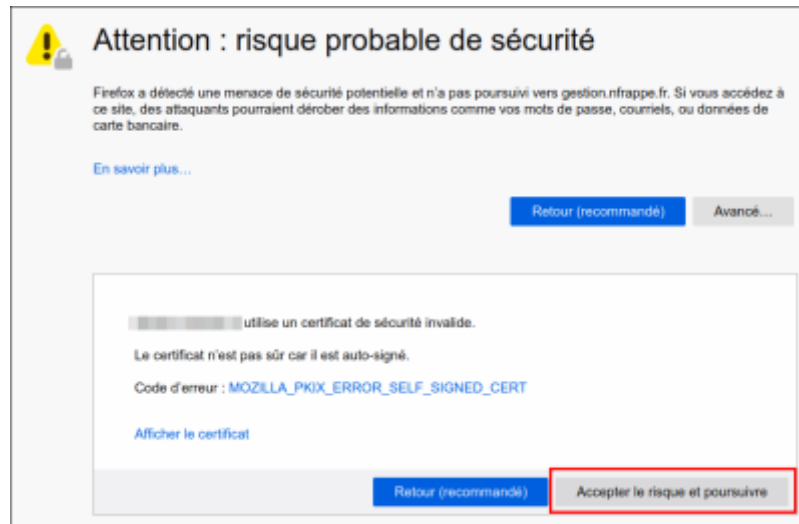 Attention : risque probable de sécurité
Firefox a détecté une menace de sécurité potentielle et n'a pas poursuivi vers gestion.nfrappe.fr. Si vous accédez à
ce site, des attaquants pourraient dérober des informations comme vos mots de passe, courriels, ou données de
carte bancaire.
En savoir plus…
Retour (recommandé) Avancé…
utilise un certificat de sécurité invalide.
Le certificat n'est pas sûr car il est auto-signé.
Code d'erreur : MOZILLA_PKIX_ERROR_SELF_SIGNED_CERT
Afficher le certificat
Retour (recommandé) Accepter le risque et poursuivre